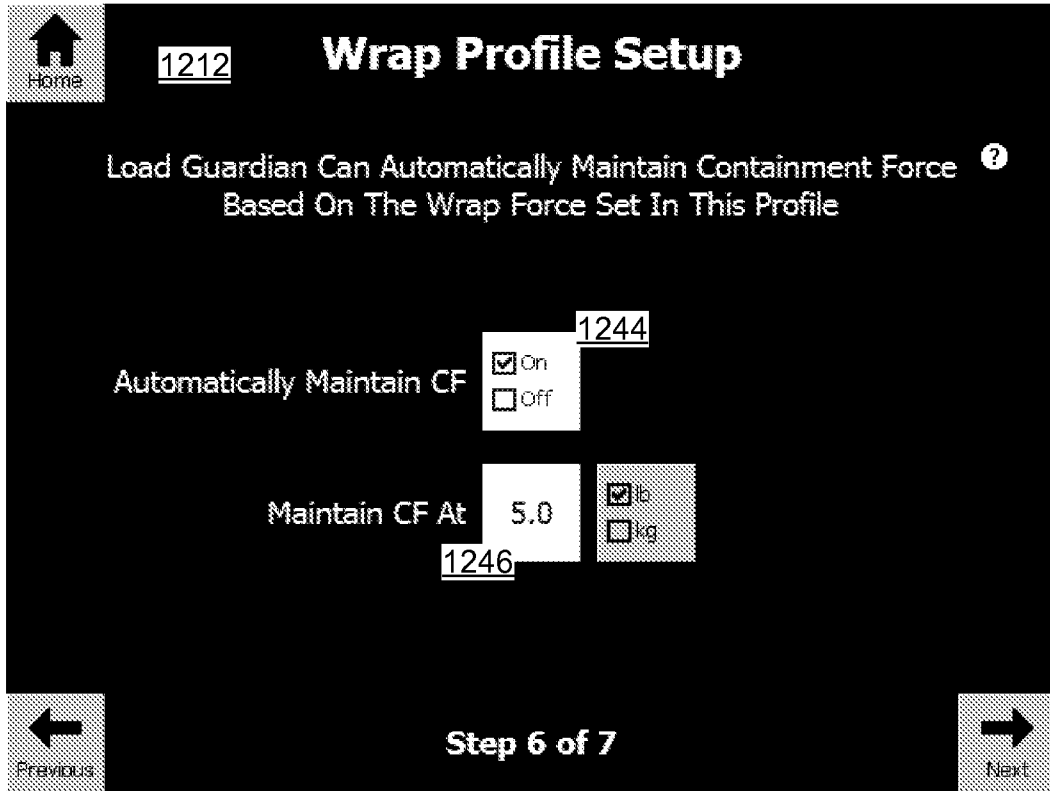 Home
1212
Wrap Profile Setup
Load Guardian Can Automatically Maintain Containment Force ?
Based On The Wrap Force Set In This Profile
1244
Automatically Maintain CF
On
Off
Maintain CF At
5.0
lb
kg
1246
Previous
Step 6 of 7
Next